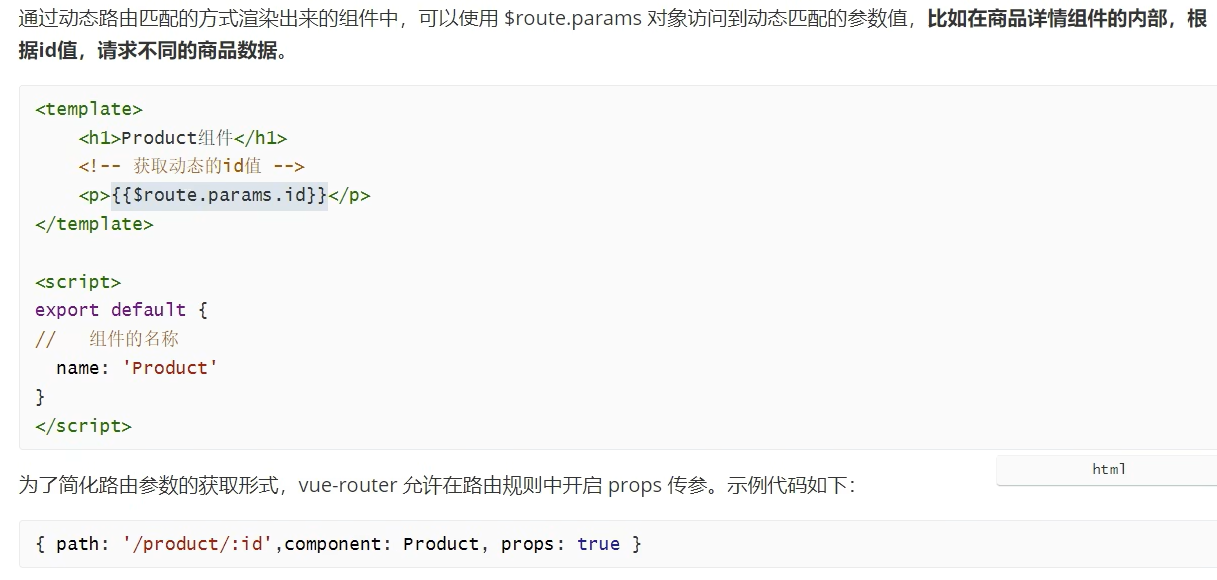 通过动态路由匹配的方式渲染出来的组件中，可以使用 $route.params 对象访问到动态匹配的参数值，比如在商品详情组件的内部，根
据id值，请求不同的商品数据。
<template>
    <h1>Product组件</h1>
    <!-- 获取动态的id值 -->
    <p>{{$route.params.id}}</p>
</template>
<script>
export default {
//   组件的名称
  name: 'Product'
}
</script>
html
为了简化路由参数的获取形式，vue-router 允许在路由规则中开启 props 传参。示例代码如下：
{ path: '/product/:id',component: Product, props: true }